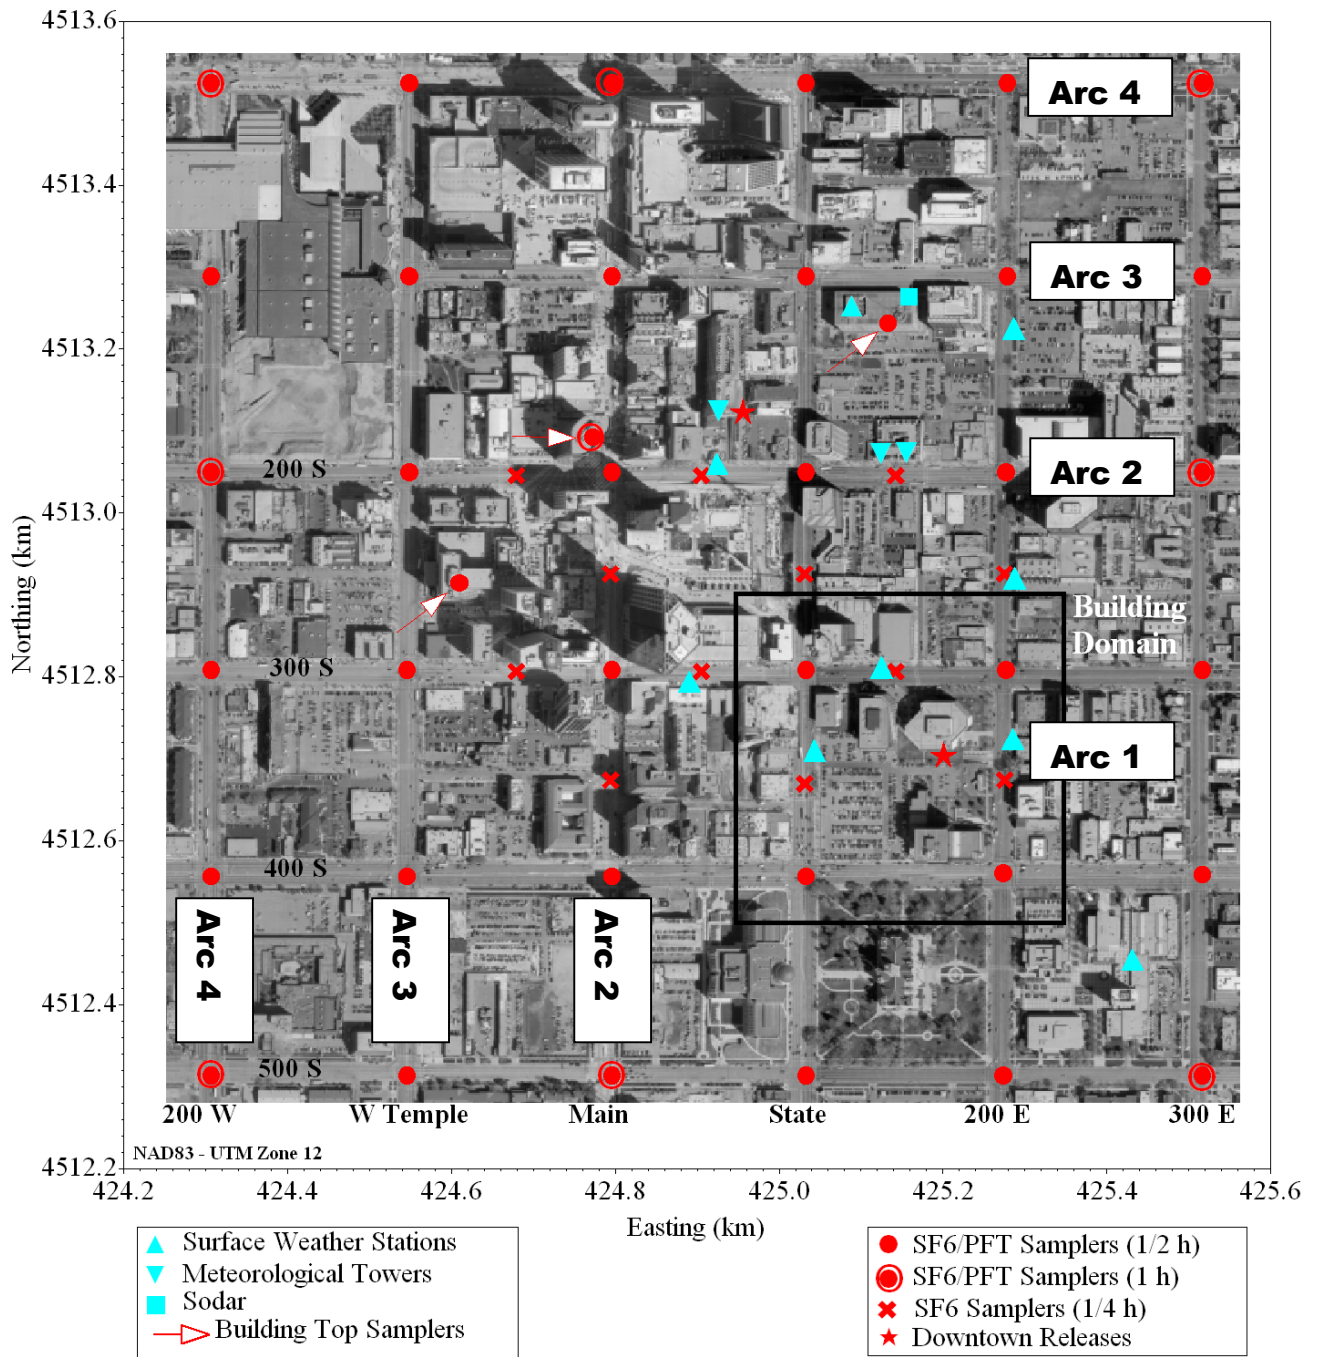 4513.6
Arc 4
4513.4
Arc 3
4513.2
200 S
Arc 2
4513.0
Building
Domain
Northing (km)
300 S
4512.8
Arc 1
4512.6
400 S
Arc 4
Arc 3
Arc 2
4512.4
500 S
200 W W Temple Main State 200 E 300 E
NAD83 - UTM Zone 12
4512.2
424.2 424.4 424.6 424.8 425.0 425.2 425.4 425.6
Easting (km)
Surface Weather Stations
Meteorological Towers
Sodar
Building Top Samplers
SF6/PFT Samplers (1/2 h)
SF6/PFT Samplers (1 h)
SF6 Samplers (1/4 h)
Downtown Releases